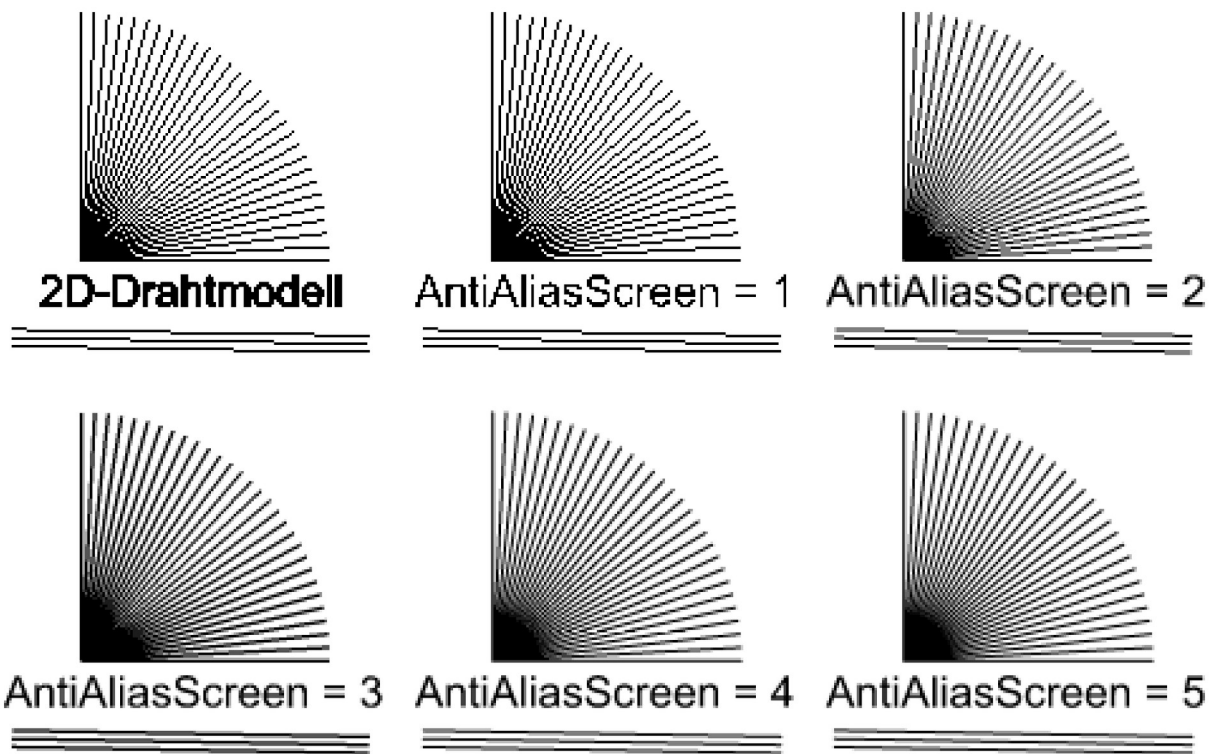 2D-Drahtmodell
AntiAliasScreen = 1
AntiAliasScreen = 2
AntiAliasScreen = 3
AntiAliasScreen = 4
AntiAliasScreen = 5